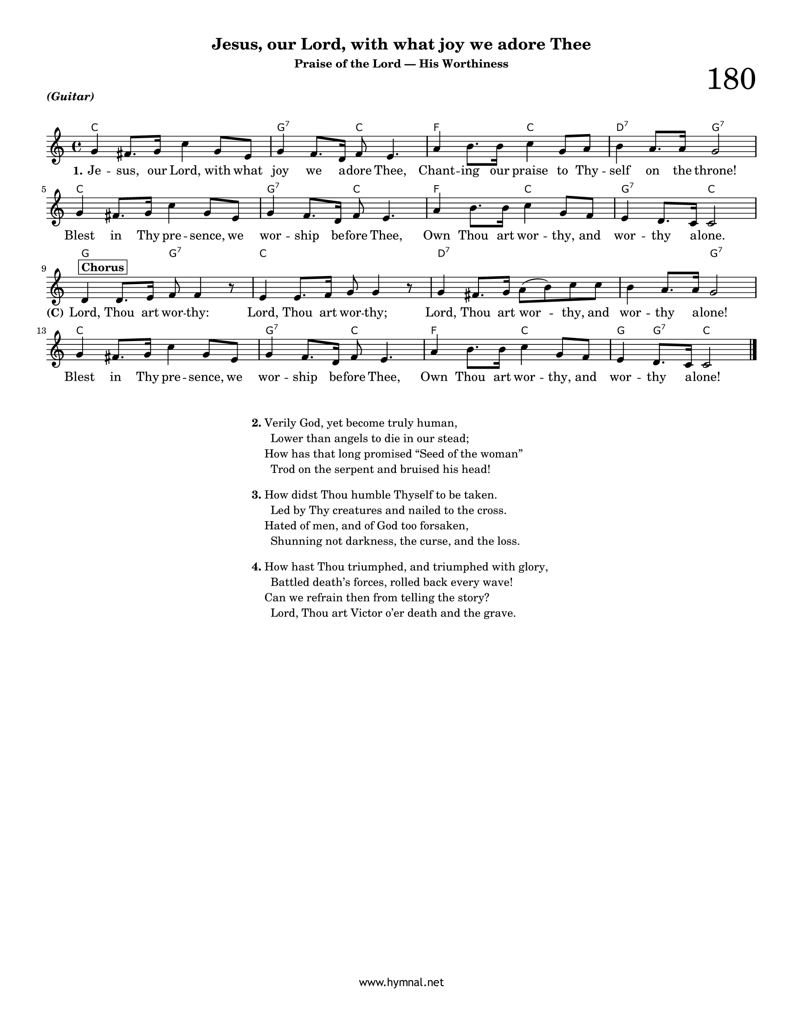 Jesus, our Lord, with what joy we adore Thee
Praise of the Lord — His Worthiness
180
(Guitar)
C G7 C F C D7 G7
1. Je - sus, our Lord, with what joy we adore Thee, Chant-ing our praise to Thy - self on the throne!
5 C G7 C F C G7 C
Blest in Thy pre - sence, we wor - ship before Thee, Own Thou art wor - thy, and wor - thy alone.
G G7 C D7 G7
9 Chorus
(C) Lord, Thou art wor-thy: Lord, Thou art wor-thy; Lord, Thou art wor - thy, and wor - thy alone!
13 C G7 C F C G G7 C
Blest in Thy pre - sence, we wor - ship before Thee, Own Thou art wor - thy, and wor - thy alone!
2. Verily God, yet become truly human,
Lower than angels to die in our stead;
How has that long promised “Seed of the woman”
Trod on the serpent and bruised his head!
3. How didst Thou humble Thyself to be taken.
Led by Thy creatures and nailed to the cross.
Hated of men, and of God too forsaken,
Shunning not darkness, the curse, and the loss.
4. How hast Thou triumphed, and triumphed with glory,
Battled death’s forces, rolled back every wave!
Can we refrain then from telling the story?
Lord, Thou art Victor o’er death and the grave.
www.hymnal.net